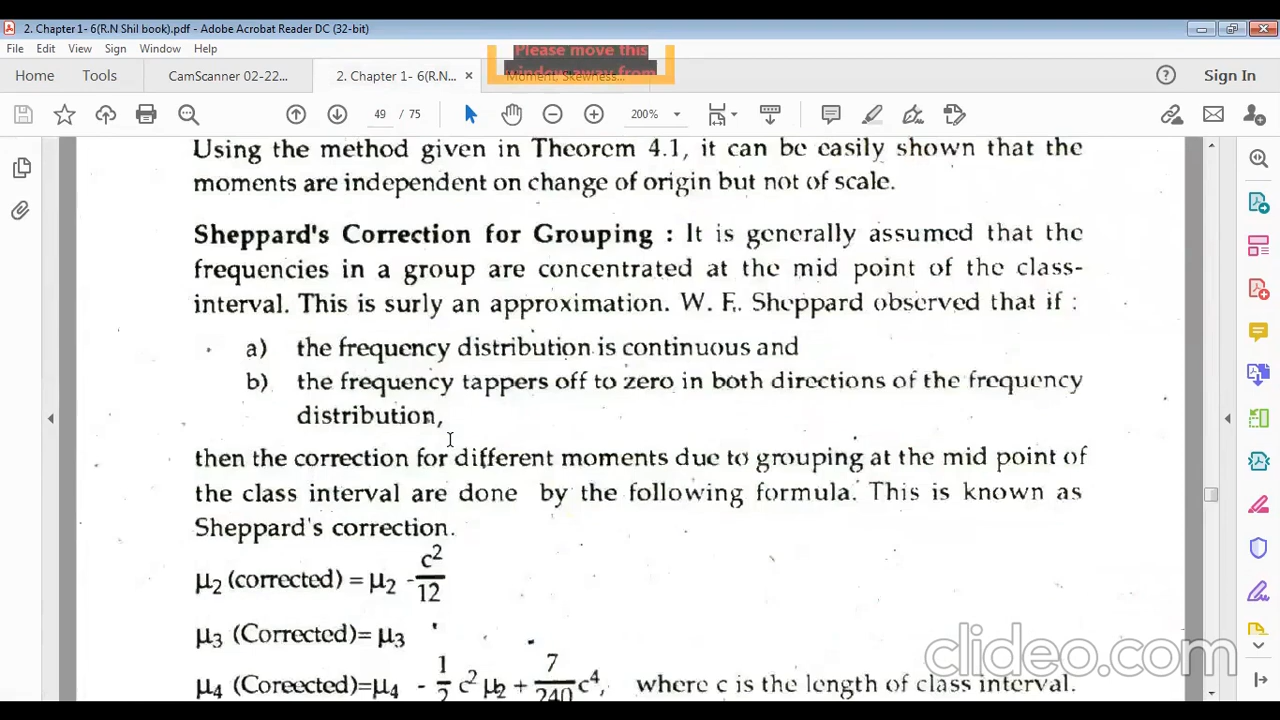 2. Chapter 1- 6(R.N Shil book).pdf - Adobe Acrobat Reader DC (32-bit)
File Edit View Sign Window Help
Please move this
window away from
Home Tools CamScanner 02-22... 2. Chapter 1- 6(R.N... × Moment, Skewness... Sign In
49 / 75 200%
Using the method given in Theorem 4.1, it can be easily shown that the
moments are independent on change of origin but not of scale.
Sheppard's Correction for Grouping : It is generally assumed that the
frequencies in a group are concentrated at the mid point of the class-
interval. This is surly an approximation. W. F. Sheppard observed that if :
a) the frequency distribution is continuous and
b) the frequency tappers off to zero in both directions of the frequency
distribution,
then the correction for different moments due to grouping at the mid point of
the class interval are done by the following formula. This is known as
Sheppard's correction.
μ2 (corrected) = μ2 - c²/12
μ3 (Corrected)= μ3
μ4 (Coreected)=μ4 - 1/2 c² μ2 + 7/240 c⁴, where c is the length of class interval.
clideo.com